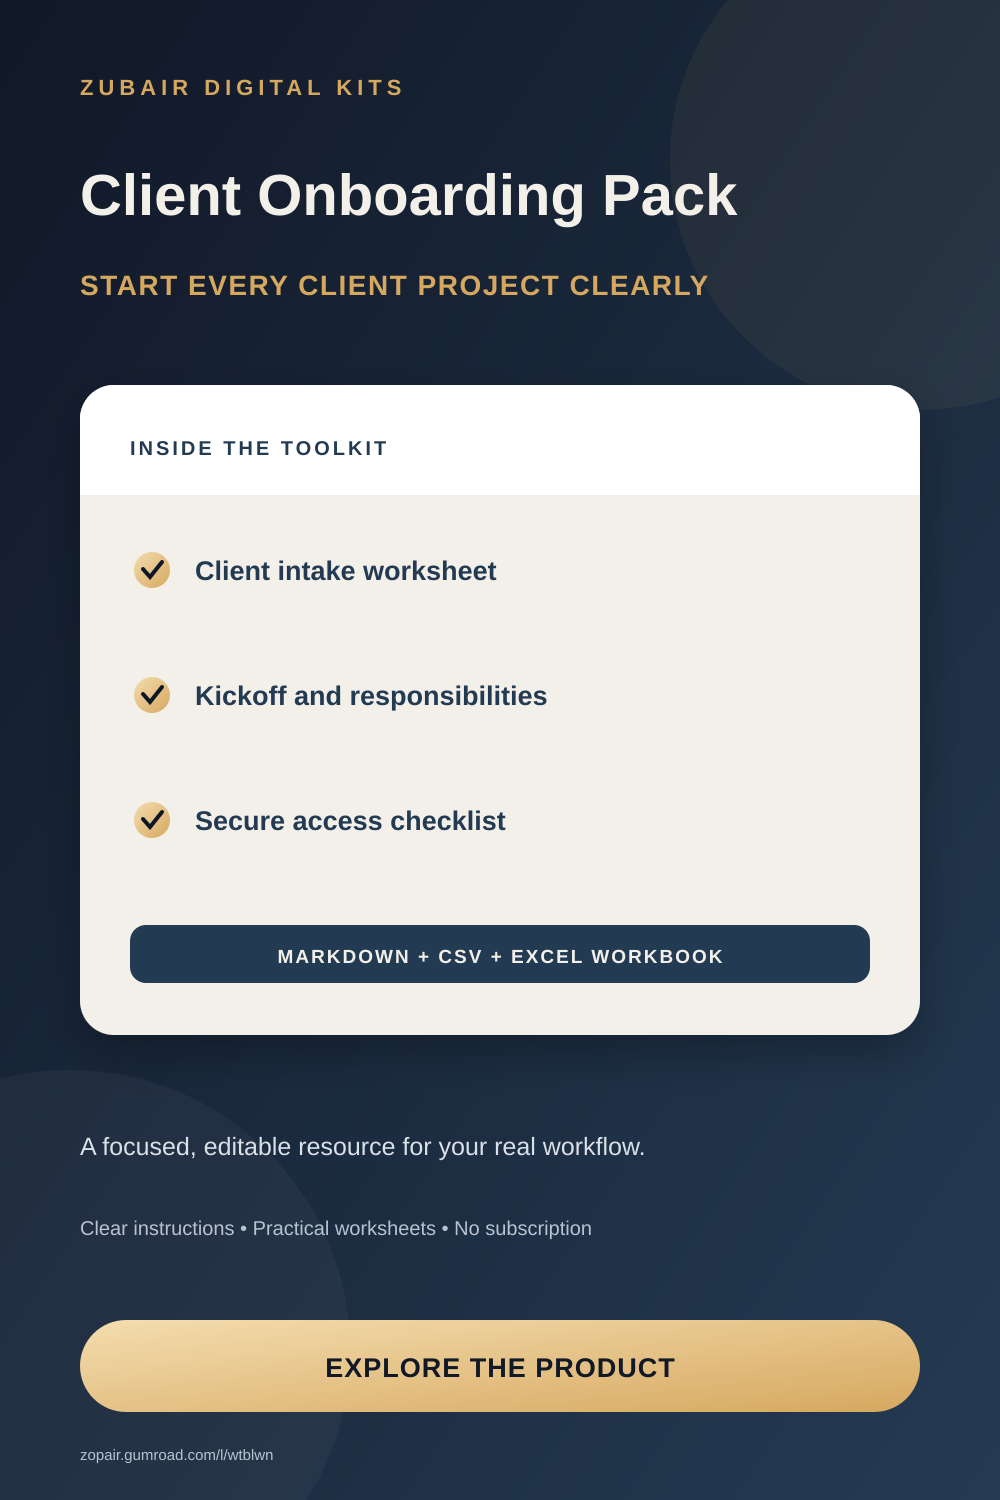 ZUBAIR DIGITAL KITS
Client Onboarding Pack
START EVERY CLIENT PROJECT CLEARLY
INSIDE THE TOOLKIT
Client intake worksheet
Kickoff and responsibilities
Secure access checklist
MARKDOWN + CSV + EXCEL WORKBOOK
A focused, editable resource for your real workflow.
Clear instructions • Practical worksheets • No subscription
EXPLORE THE PRODUCT
zopair.gumroad.com/l/wtblwn